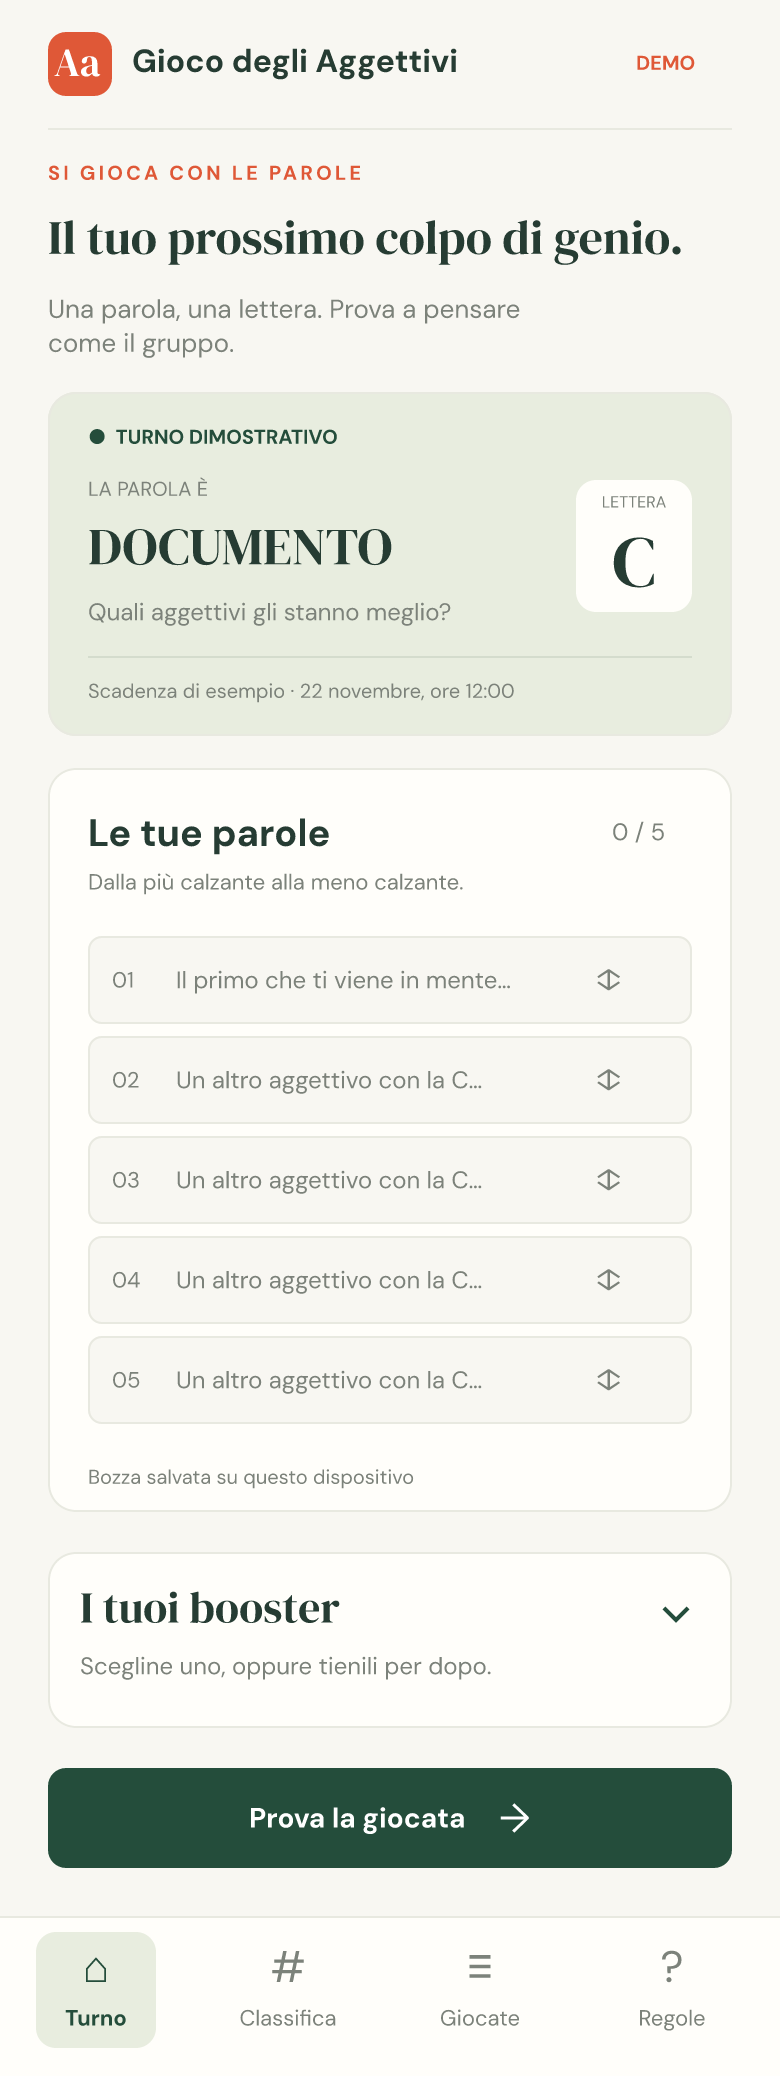 Aa Gioco degli Aggettivi DEMO
SI GIOCA CON LE PAROLE
Il tuo prossimo colpo di genio.
Una parola, una lettera. Prova a pensare
come il gruppo.
TURNO DIMOSTRATIVO
LA PAROLA È
DOCUMENTO
Quali aggettivi gli stanno meglio?
LETTERA
C
Scadenza di esempio · 22 novembre, ore 12:00
Le tue parole 0 / 5
Dalla più calzante alla meno calzante.
01 Il primo che ti viene in mente...
02 Un altro aggettivo con la C...
03 Un altro aggettivo con la C...
04 Un altro aggettivo con la C...
05 Un altro aggettivo con la C...
Bozza salvata su questo dispositivo
I tuoi booster
Scegline uno, oppure tienili per dopo.
Prova la giocata →
# ?
Turno Classifica Giocate Regole